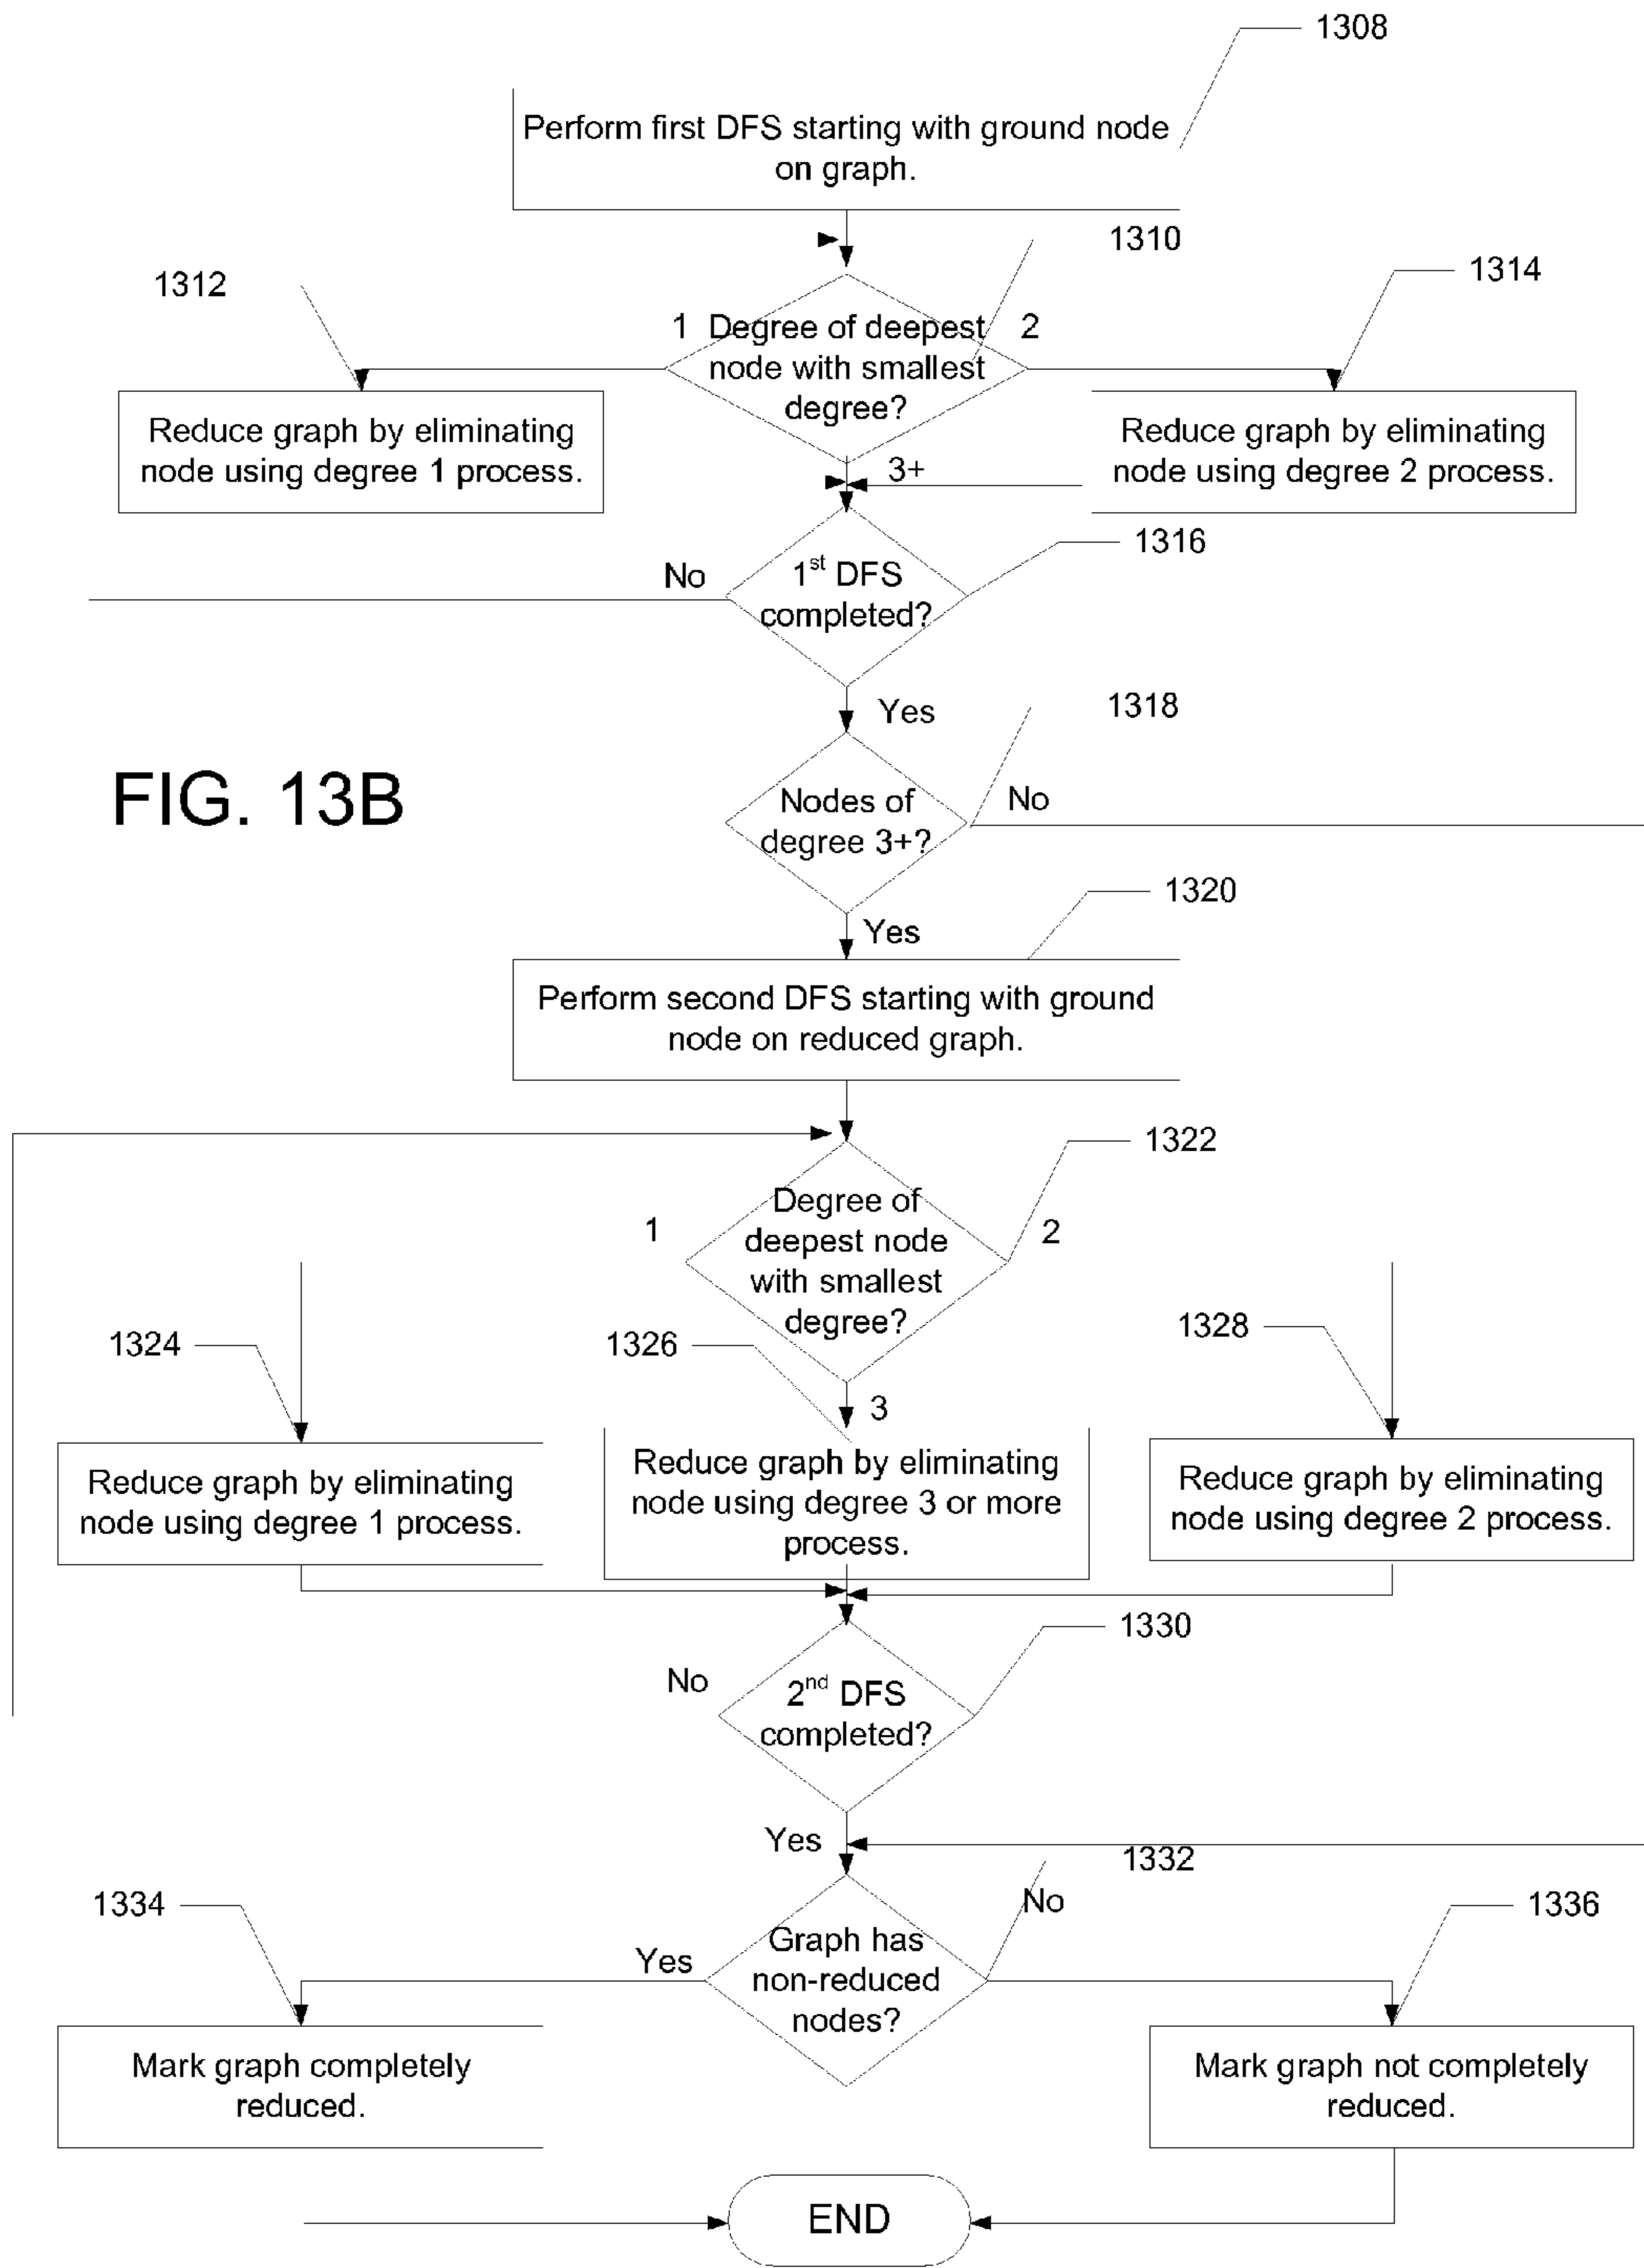 1308
Perform first DFS starting with ground node
on graph.
1310
1312
1314
1
Degree of deepest
node with smallest
degree?
2
Reduce graph by eliminating
node using degree 1 process.
Reduce graph by eliminating
node using degree 2 process.
3+
1316
No
1st DFS
completed?
Yes
1318
FIG. 13B
Nodes of
degree 3+?
No
1320
Yes
Perform second DFS starting with ground
node on reduced graph.
1322
1
Degree of
deepest node
with smallest
degree?
2
1324
1326
1328
3
Reduce graph by eliminating
node using degree 1 process.
Reduce graph by eliminating
node using degree 3 or more
process.
Reduce graph by eliminating
node using degree 2 process.
1330
No
2nd DFS
completed?
Yes
1332
1334
No
1336
Yes
Graph has
non-reduced
nodes?
Mark graph completely
reduced.
Mark graph not completely
reduced.
END